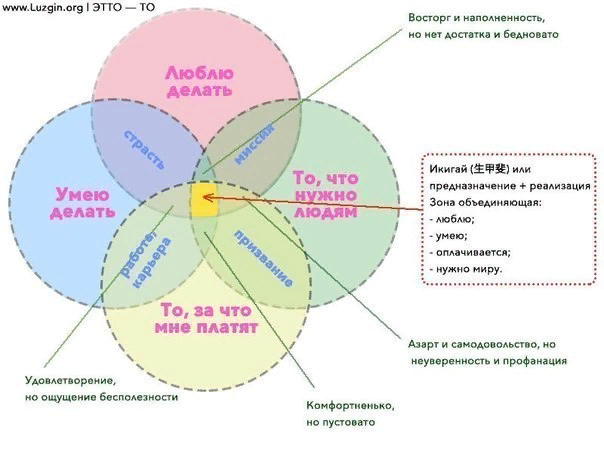 www.Luzgin.org | ЭТТО — ТО
Восторг и наполненность,
но нет достатка и бедновато
Люблю
делать
страсть
миссия
Умею
делать
То, что
нужно
людям
Икигай (生甲斐) или
предназначение + реализация
Зона объединяющая:
- люблю;
- умею;
- оплачивается;
- нужно миру.
работа,
карьера
призвание
То, за что
мне платят
Азарт и самодовольство, но
неуверенность и профанация
Удовлетворение,
но ощущение бесполезности
Комфортненько,
но пустовато